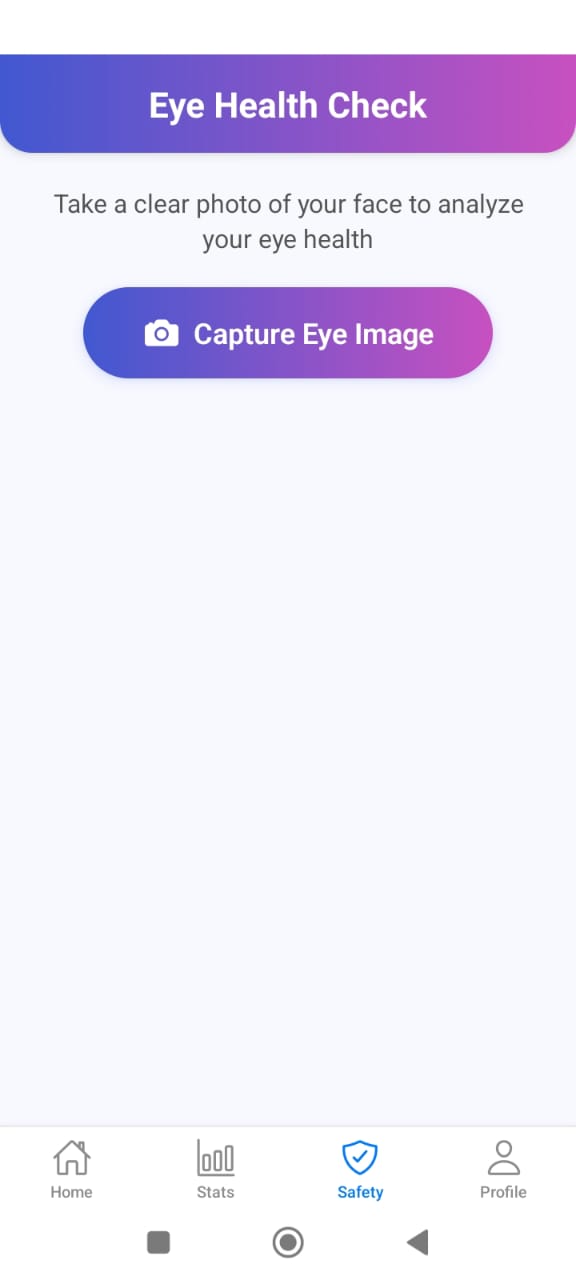 Eye Health Check
Take a clear photo of your face to analyze
your eye health
Capture Eye Image
Home
Stats
Safety
Profile